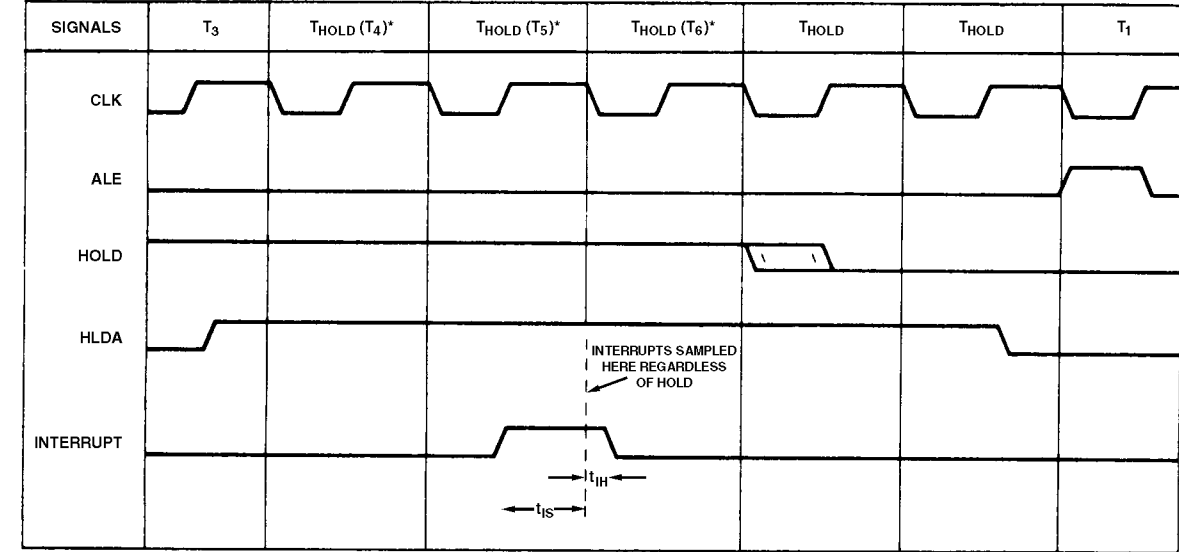 SIGNALS T3 THOLD (T4)* THOLD (T5)* THOLD (T6)* THOLD THOLD T1
CLK
ALE
HOLD
HLDA
INTERRUPTS SAMPLED
HERE REGARDLESS
OF HOLD
INTERRUPT
tIH
tIS